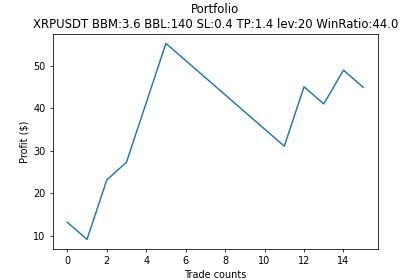 Portfolio
XRPUSDT BBM:3.6 BBL:140 SL:0.4 TP:1.4 lev:20 WinRatio:44.0
50
40
30
20
10
Profit ($)
0 2 4 6 8 10 12 14
Trade counts